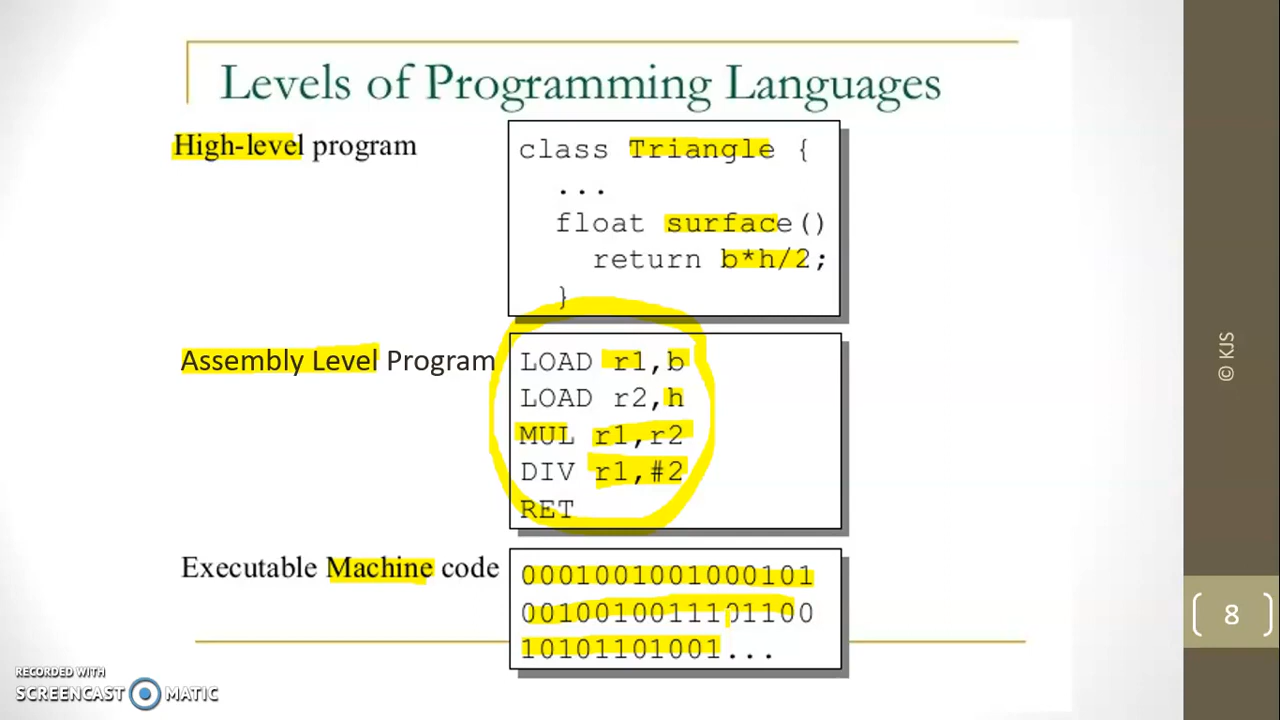 Levels of Programming Languages
High-level program
class Triangle {
...
float surface()
return b*h/2;
}
Assembly Level Program
LOAD r1,b
LOAD r2,h
MUL r1,r2
DIV r1,#2
RET
Executable Machine code
0001001001000101
0010010011101100
10101101001...
© KJS
8
RECORDED WITH
SCREENCAST MATIC